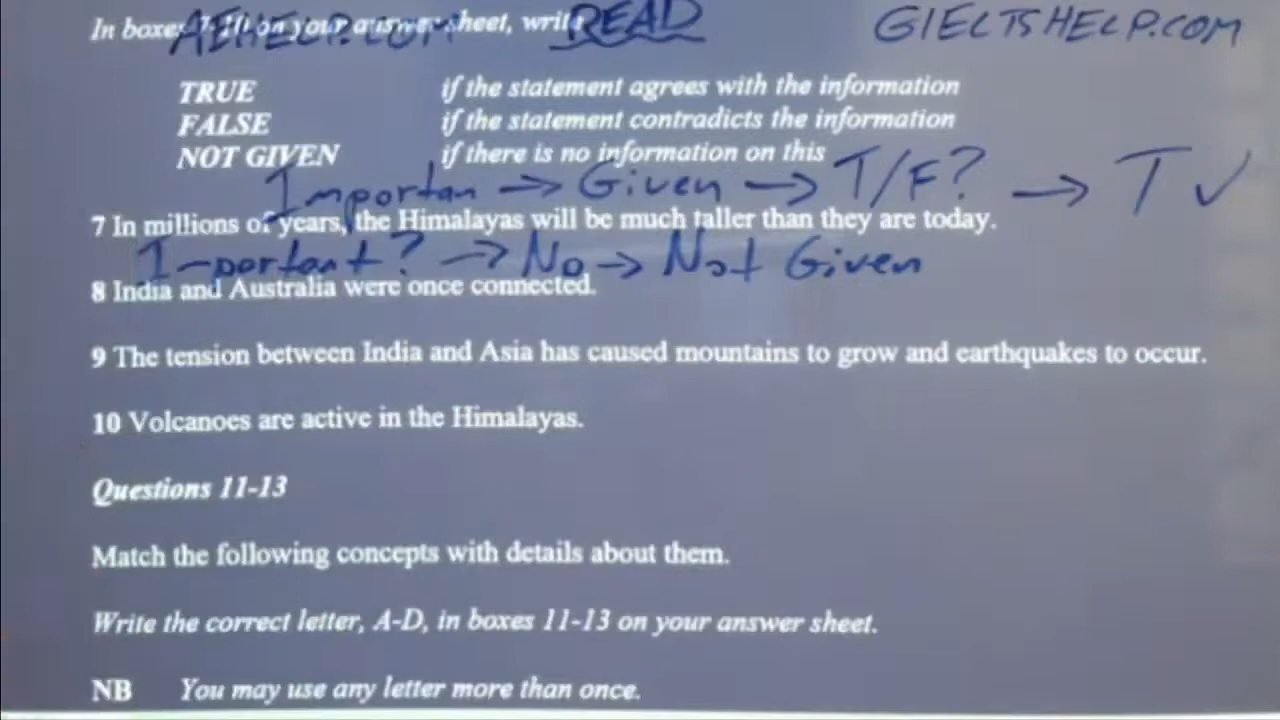 In boxes 7-10 on your answer sheet, write
AEHELP.COM READ GIELTSHELP.COM
TRUE if the statement agrees with the information
FALSE if the statement contradicts the information
NOT GIVEN if there is no information on this
Importan → Given → T/F? → T ✓
7 In millions of years, the Himalayas will be much taller than they are today.
Important? → No → Not Given
8 India and Australia were once connected.
9 The tension between India and Asia has caused mountains to grow and earthquakes to occur.
10 Volcanoes are active in the Himalayas.
Questions 11-13
Match the following concepts with details about them.
Write the correct letter, A-D, in boxes 11-13 on your answer sheet.
NB You may use any letter more than once.